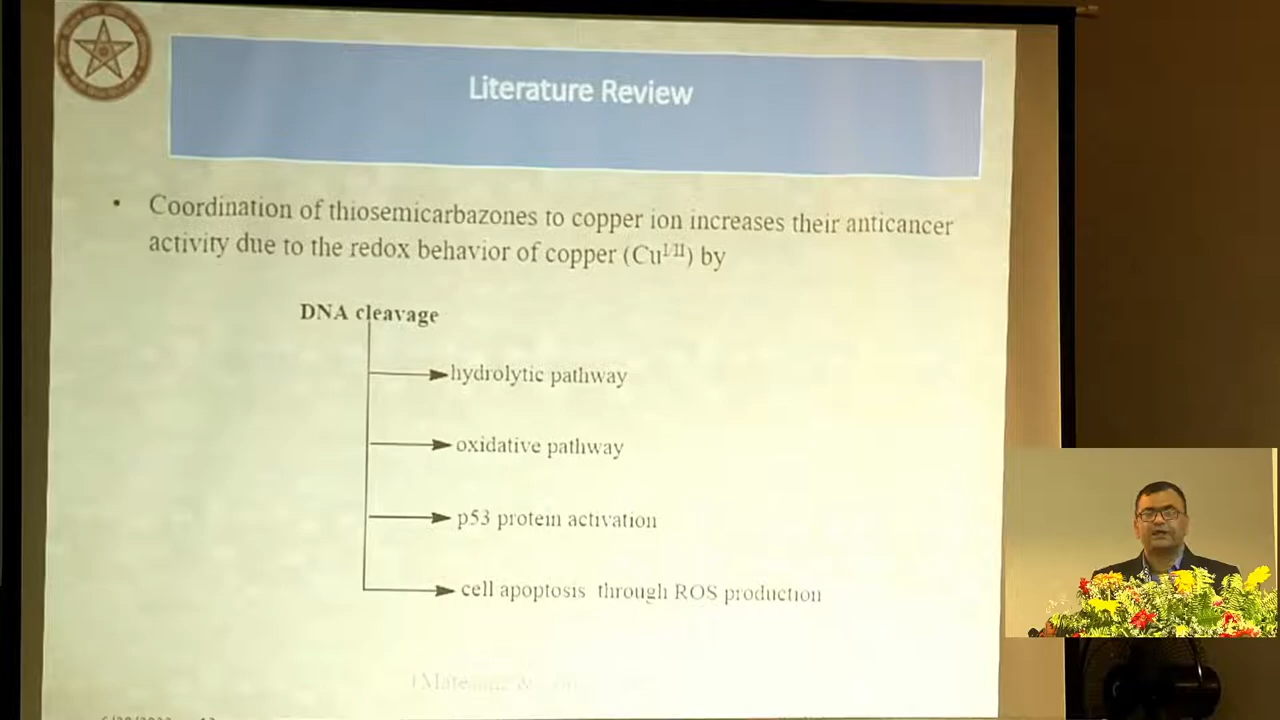 Literature Review
• Coordination of thiosemicarbazones to copper ion increases their anticancer
activity due to the redox behavior of copper (Cuᴵ/ᴵᴵ) by
DNA cleavage
hydrolytic pathway
oxidative pathway
p53 protein activation
cell apoptosis through ROS production